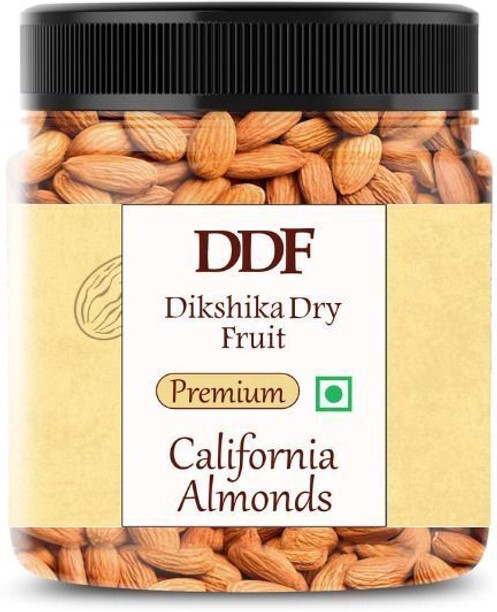 DDF
Dikshika Dry
Fruit
Premium
California
Almonds